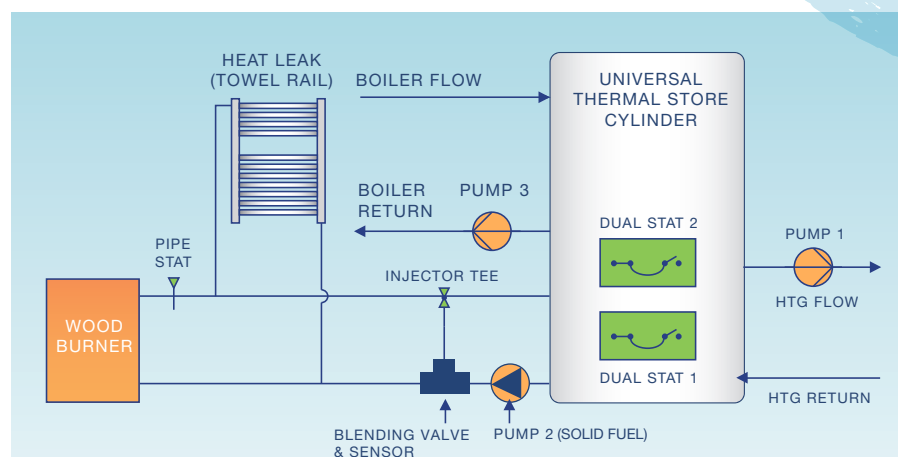 HEAT LEAK
(TOWEL RAIL)
BOILER FLOW
UNIVERSAL
THERMAL STORE
CYLINDER
BOILER
RETURN
PUMP 3
DUAL STAT 2
PUMP 1
PIPE
STAT
INJECTOR TEE
HTG FLOW
WOOD
BURNER
DUAL STAT 1
HTG RETURN
BLENDING VALVE
& SENSOR
PUMP 2 (SOLID FUEL)